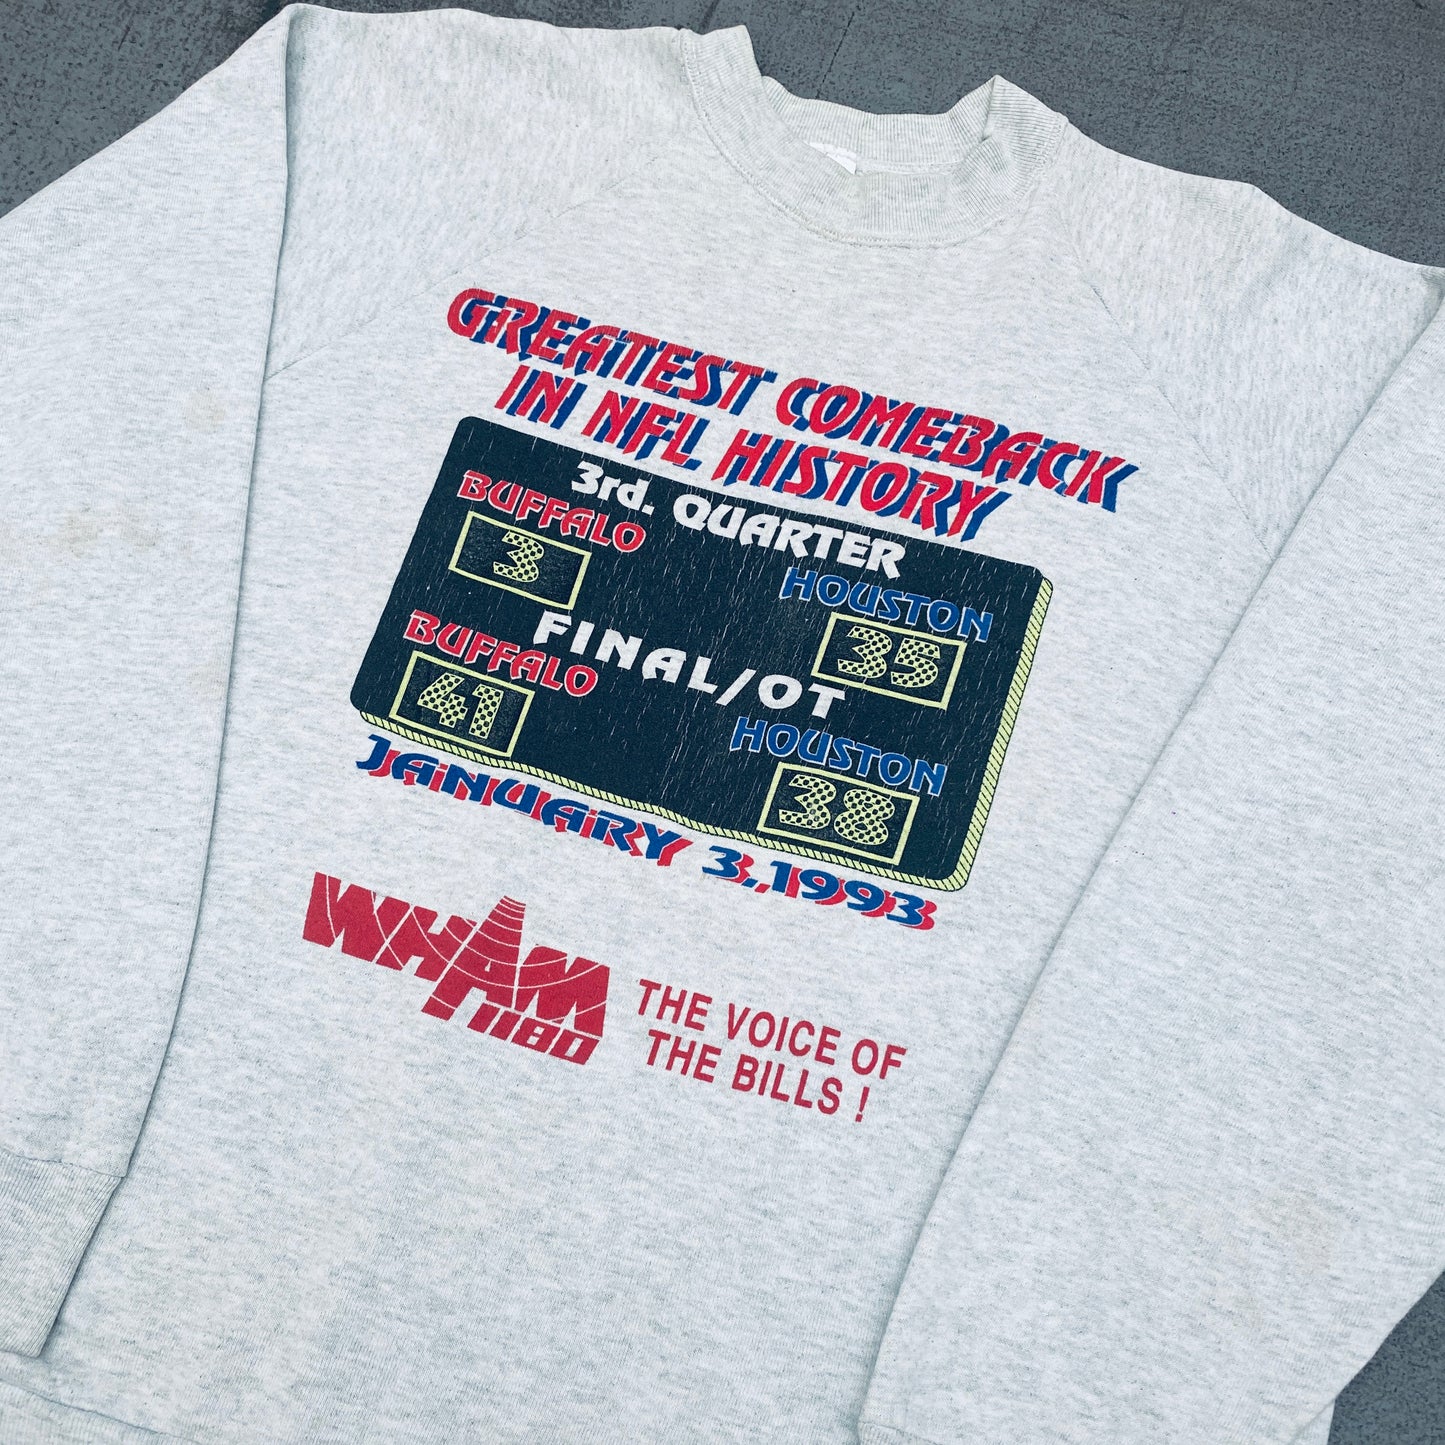 GREATEST COMEBACK
IN NFL HISTORY
3rd. QUARTER
BUFFALO
HOUSTON
3
35
FINAL/OT
BUFFALO
HOUSTON
41
38
JANUARY 3, 1993
WHAM
1180
THE VOICE OF
THE BILLS !